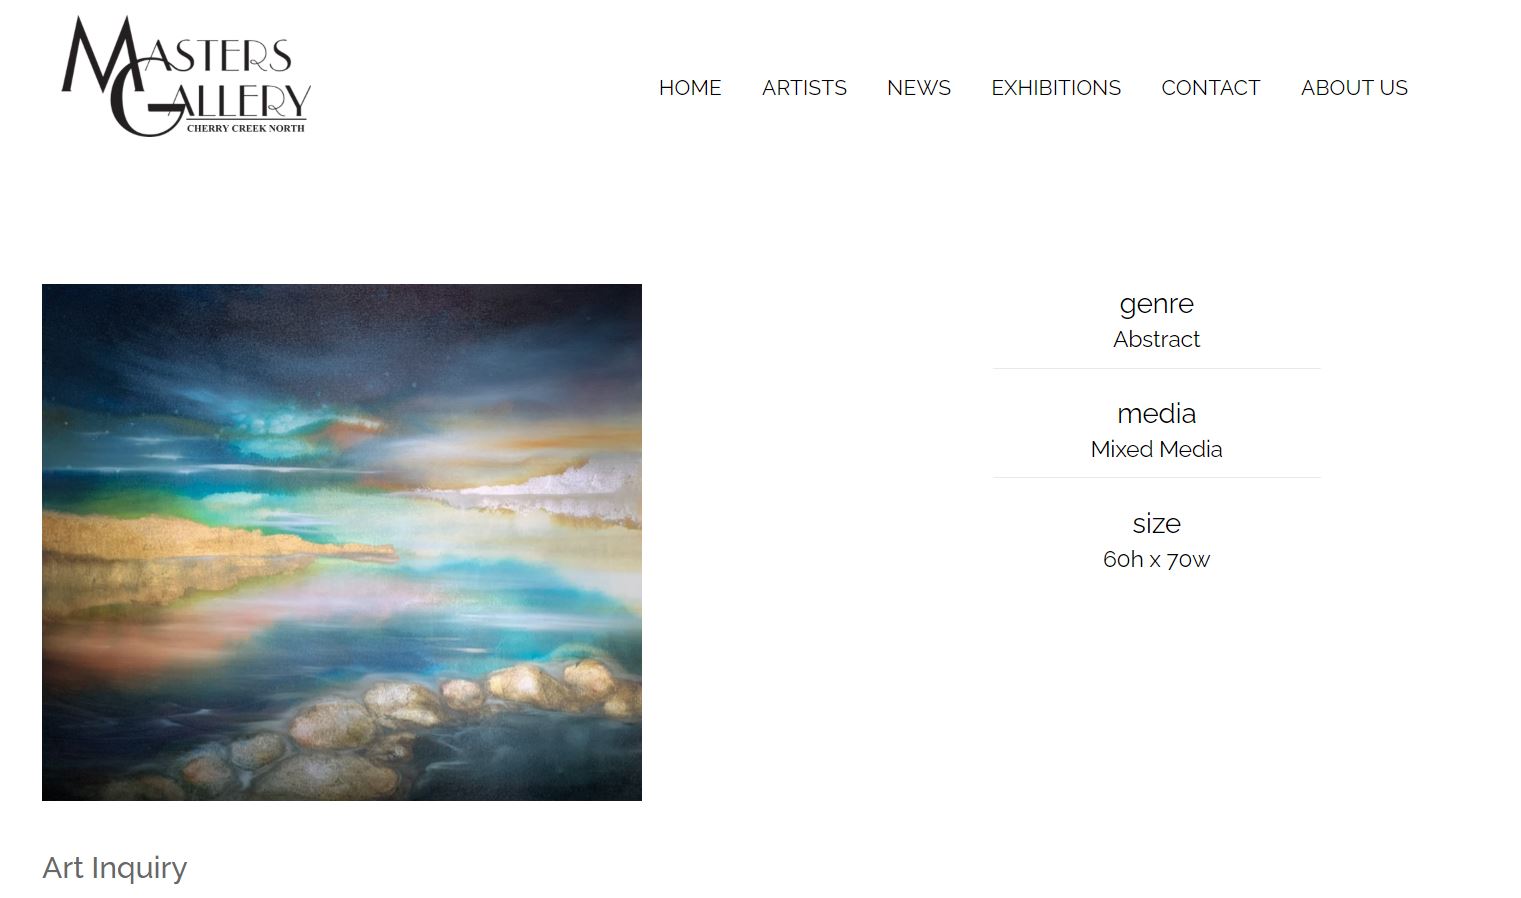 MASTERS
GALLERY
CHERRY CREEK NORTH
HOME ARTISTS NEWS EXHIBITIONS CONTACT ABOUT US
genre
Abstract
media
Mixed Media
size
60h x 70w
Art Inquiry